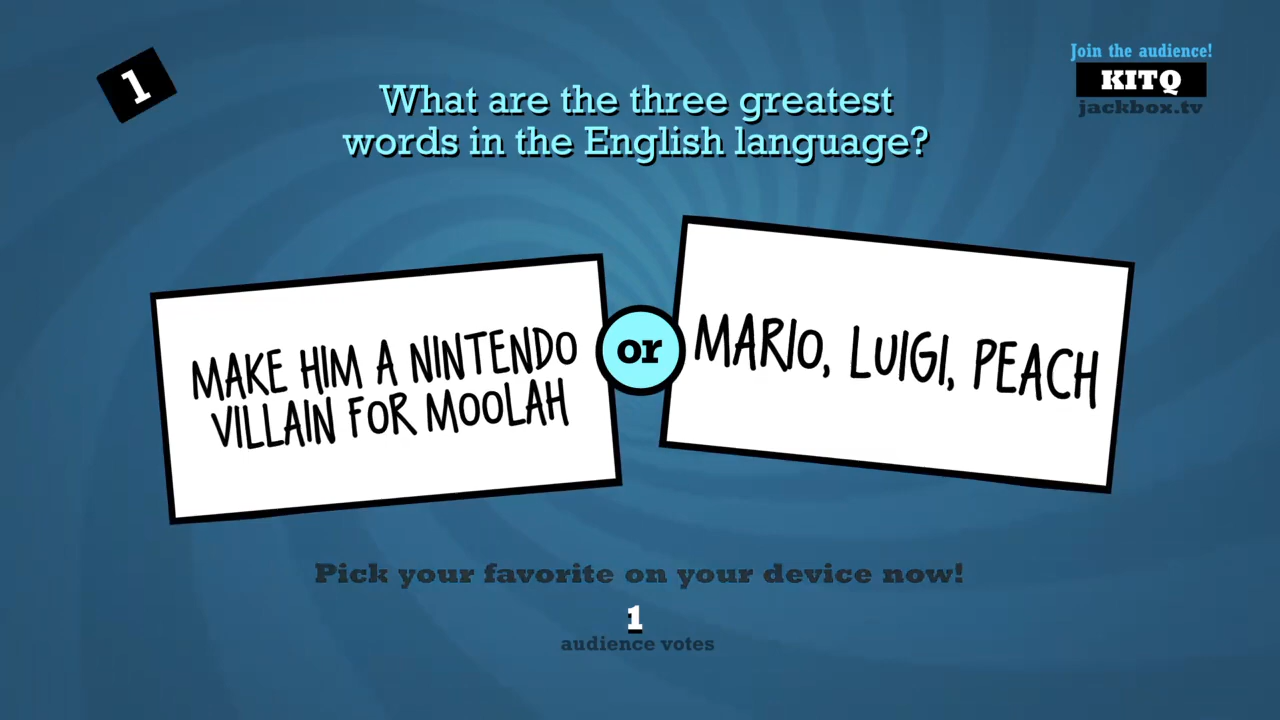 1
Join the audience!
KITQ
jackbox.tv
What are the three greatest
words in the English language?
MAKE HIM A NINTENDO
VILLAIN FOR MOOLAH
or
MARIO, LUIGI, PEACH
Pick your favorite on your device now!
1
audience votes